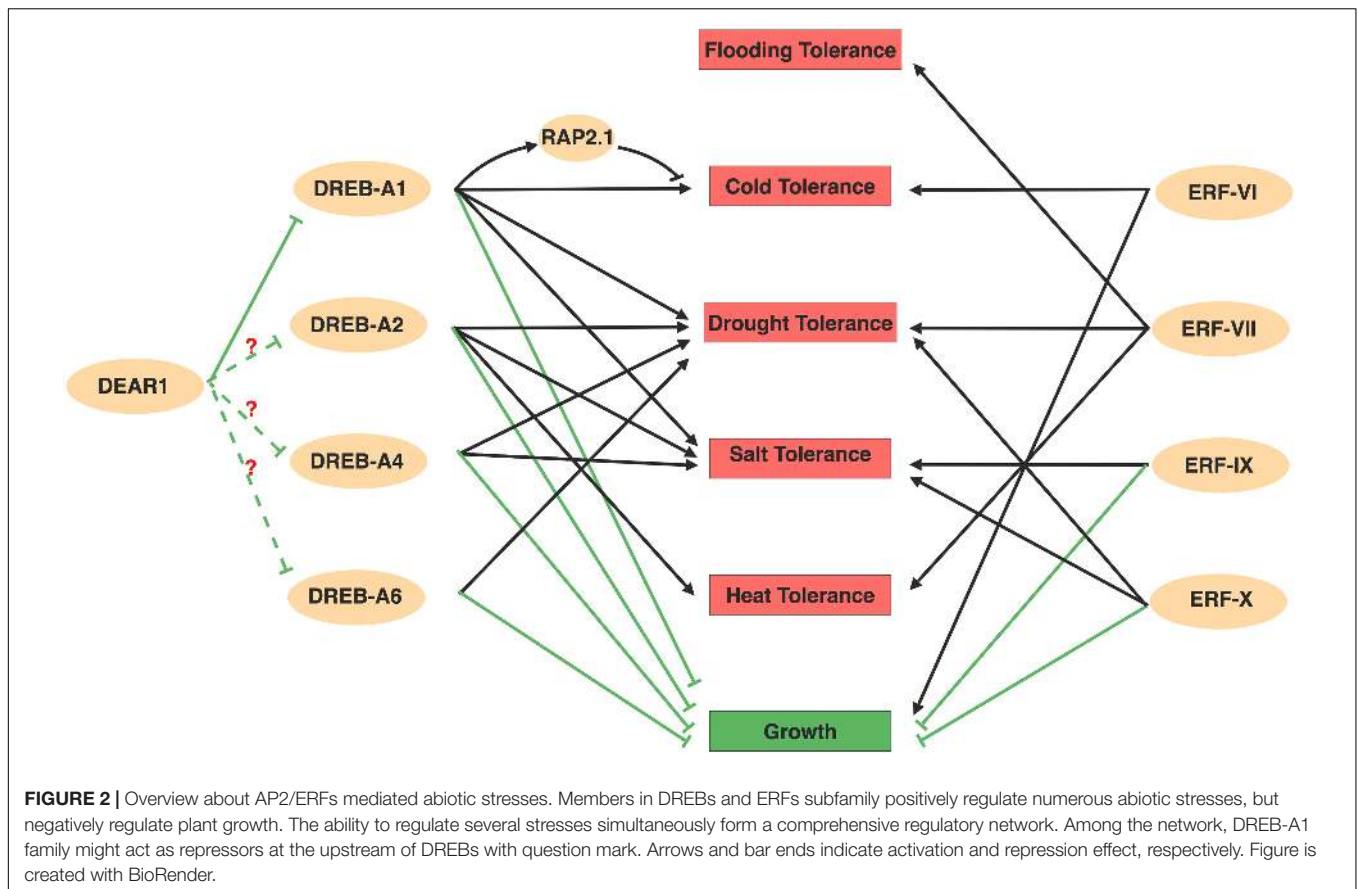 Flooding Tolerance
RAP2.1
DREB-A1
Cold Tolerance
ERF-VI
DREB-A2
Drought Tolerance
ERF-VII
?
DEAR1
?
DREB-A4
Salt Tolerance
ERF-IX
?
DREB-A6
Heat Tolerance
ERF-X
Growth
FIGURE 2 | Overview about AP2/ERFs mediated abiotic stresses. Members in DREBs and ERFs subfamily positively regulate numerous abiotic stresses, but
negatively regulate plant growth. The ability to regulate several stresses simultaneously form a comprehensive regulatory network. Among the network, DREB-A1
family might act as repressors at the upstream of DREBs with question mark. Arrows and bar ends indicate activation and repression effect, respectively. Figure is
created with BioRender.